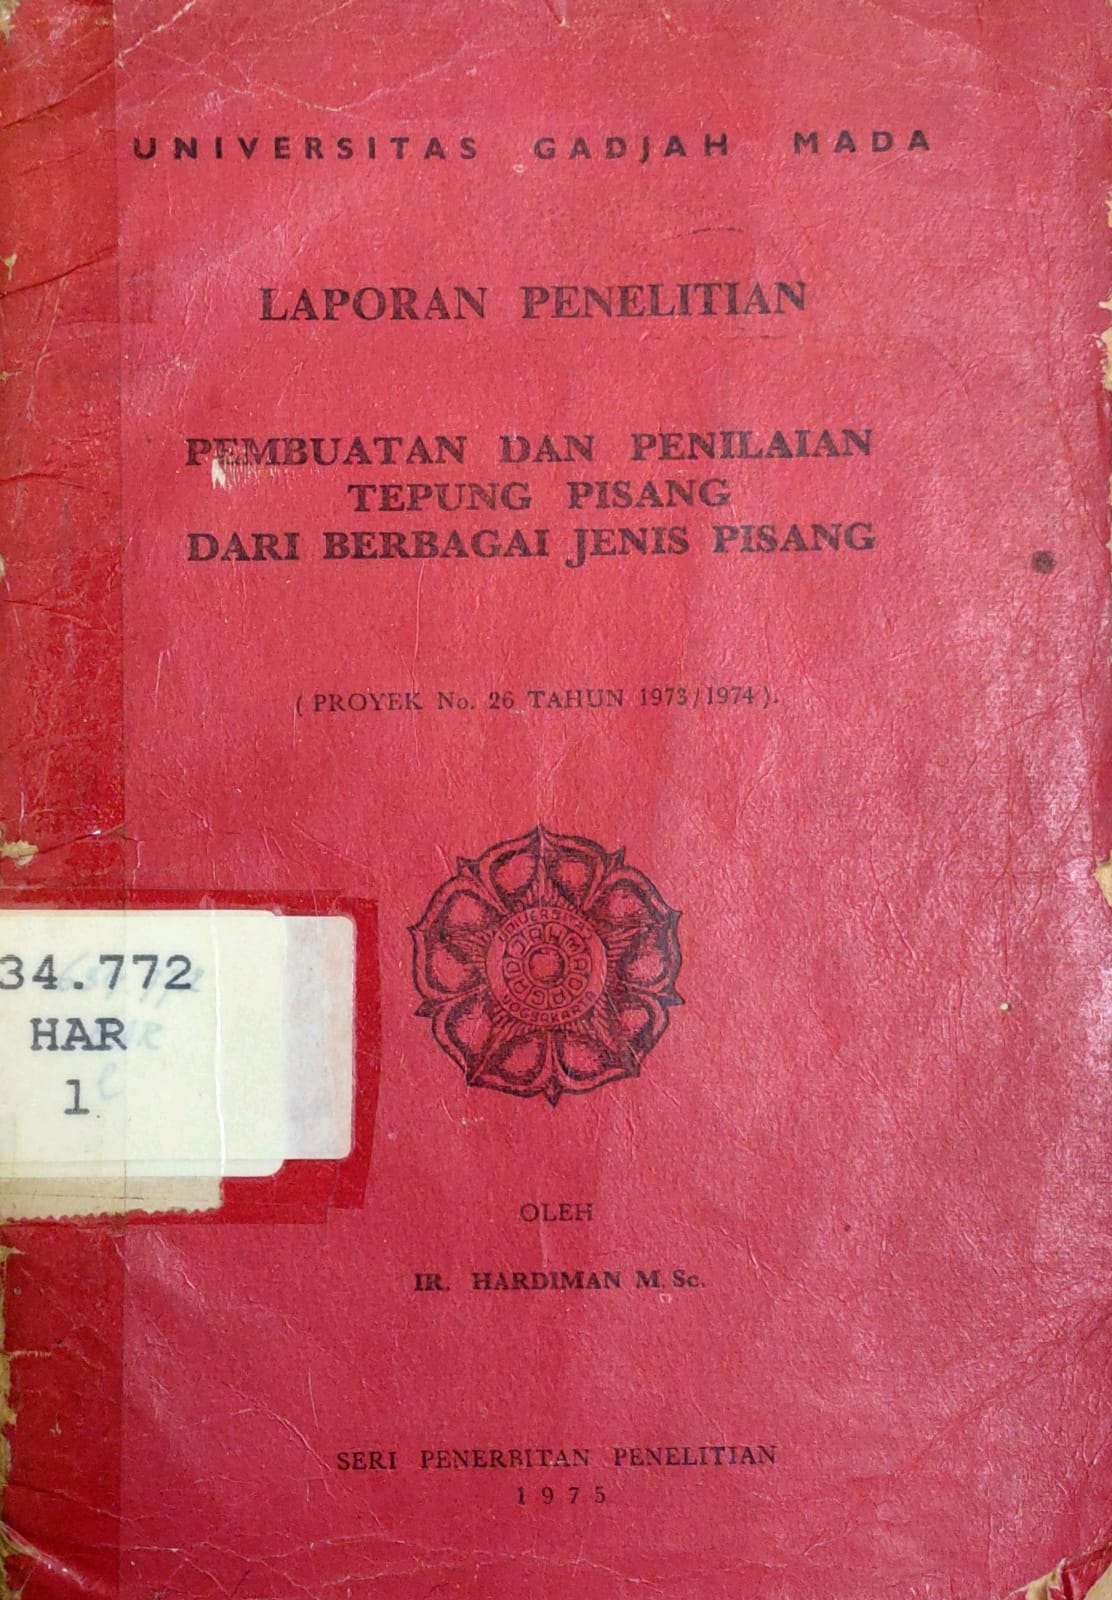 UNIVERSITAS GADJAH MADA
LAPORAN PENELITIAN
PEMBUATAN DAN PENILAIAN
TEPUNG PISANG
DARI BERBAGAI JENIS PISANG
( PROYEK No. 26 TAHUN 1973/1974 ).
34.772
HAR
1
OLEH
IR. HARDIMAN M. Sc.
SERI PENERBITAN PENELITIAN
1975